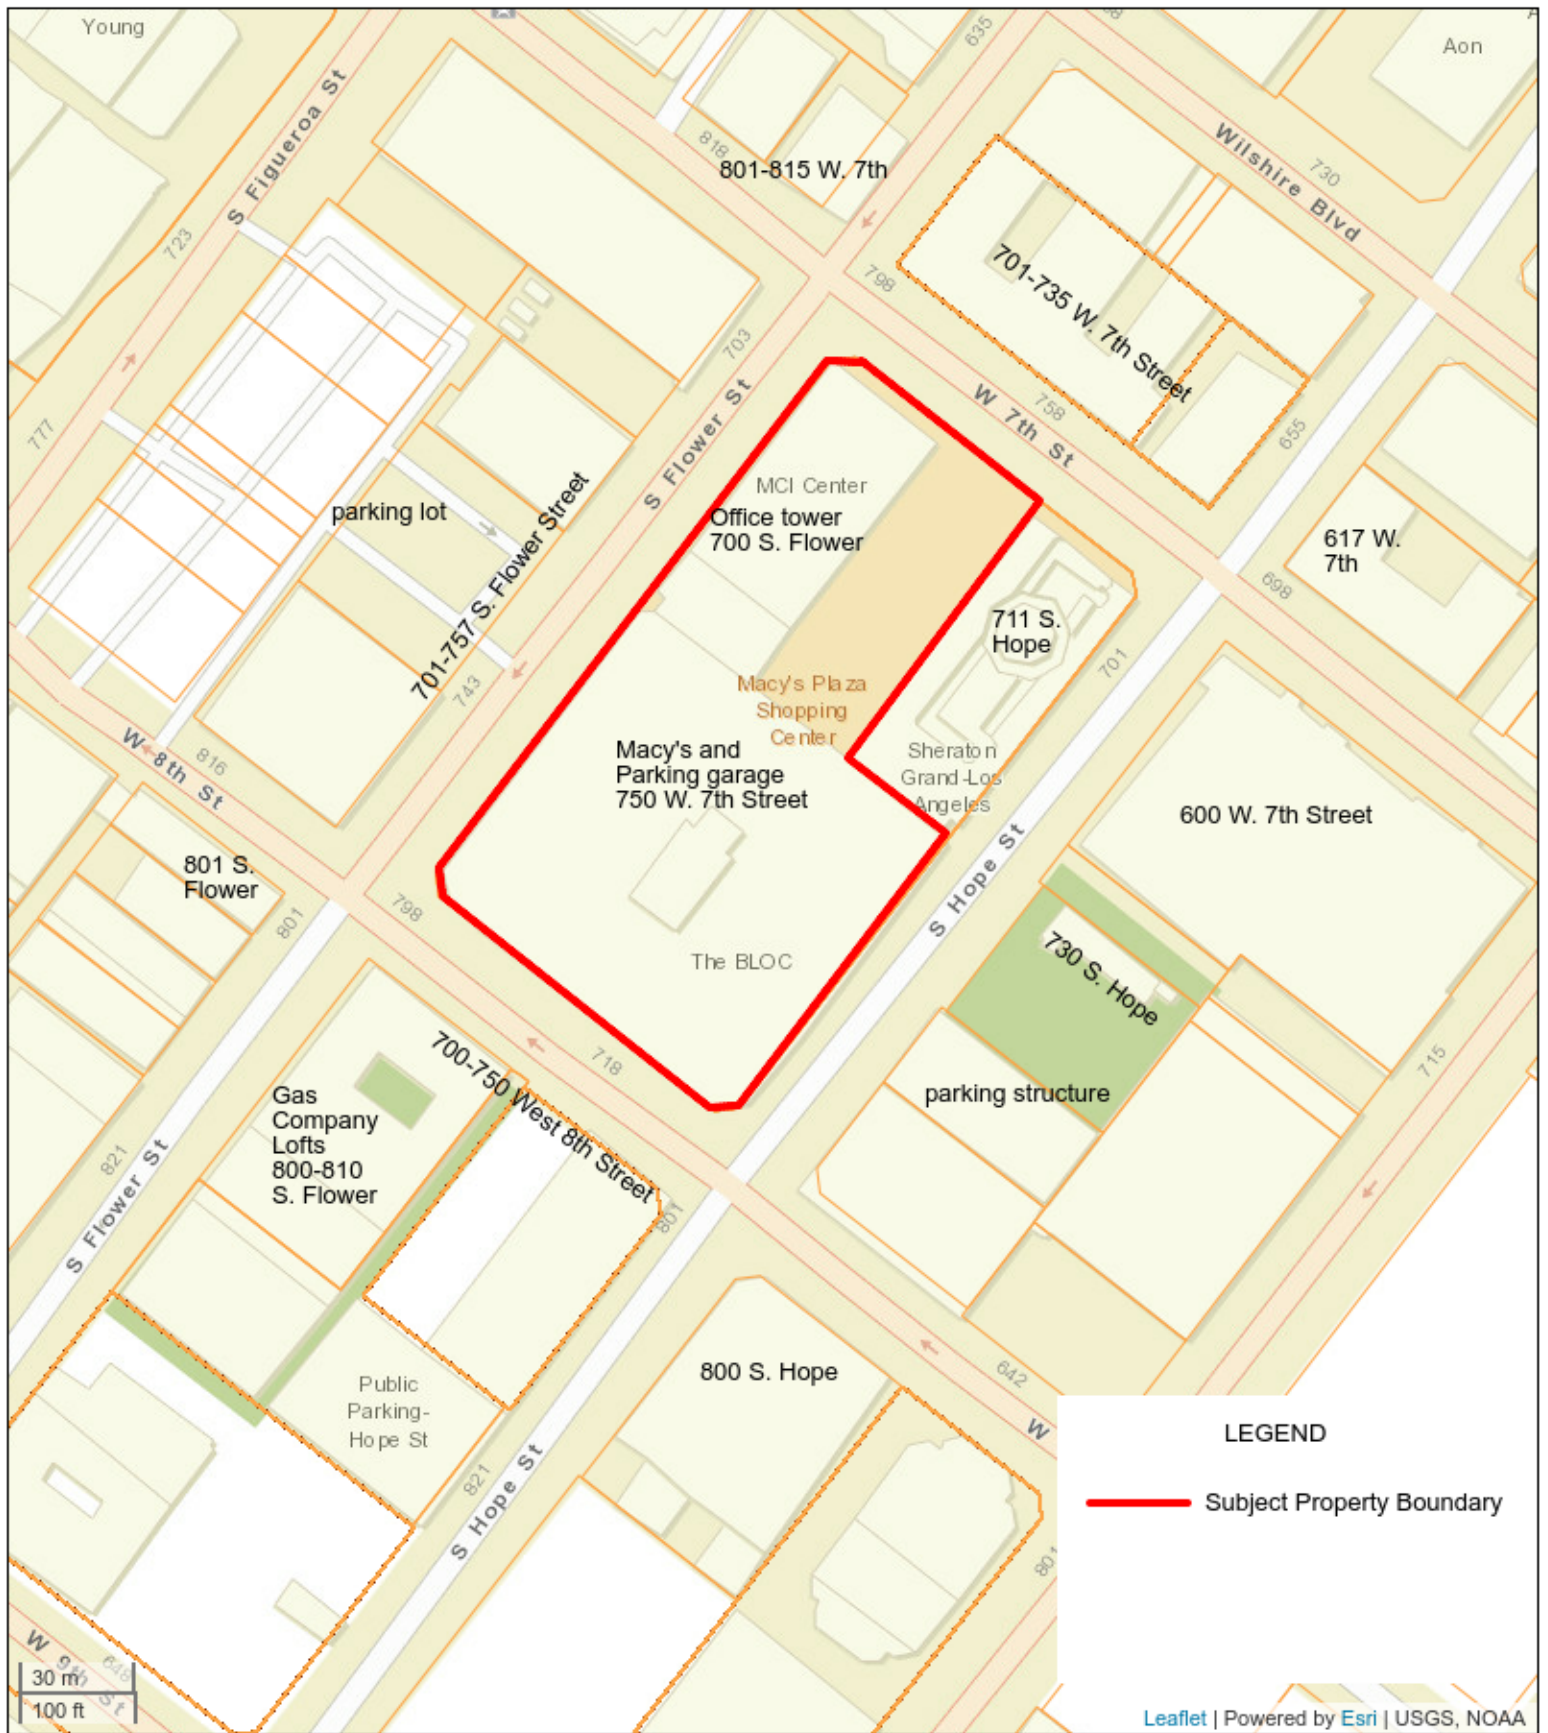 Young
Aon
S Figueroa St
635
818
801-815 W. 7th
Wilshire Blvd
730
723
798
701-735 W. 7th Street
703
W 7th St
758
655
777
S Flower St
MCI Center
Office tower
700 S. Flower
parking lot
701-757 S. Flower Street
617 W.
7th
698
711 S.
Hope
701
743
Macy's Plaza
Shopping
Center
W 8th St
816
Macy's and
Parking garage
750 W. 7th Street
Sheraton
Grand-Los
Angeles
600 W. 7th Street
801 S.
Flower
801
798
S Hope St
The BLOC
730 S. Hope
718
700-750 West 8th Street
715
parking structure
Gas
Company
Lofts
800-810
S. Flower
821
S Flower St
801
800 S. Hope
642
W
Public
Parking-
Hope St
821
S Hope St
801
LEGEND
Subject Property Boundary
W 9th St
648
30 m
100 ft
Leaflet | Powered by Esri | USGS, NOAA